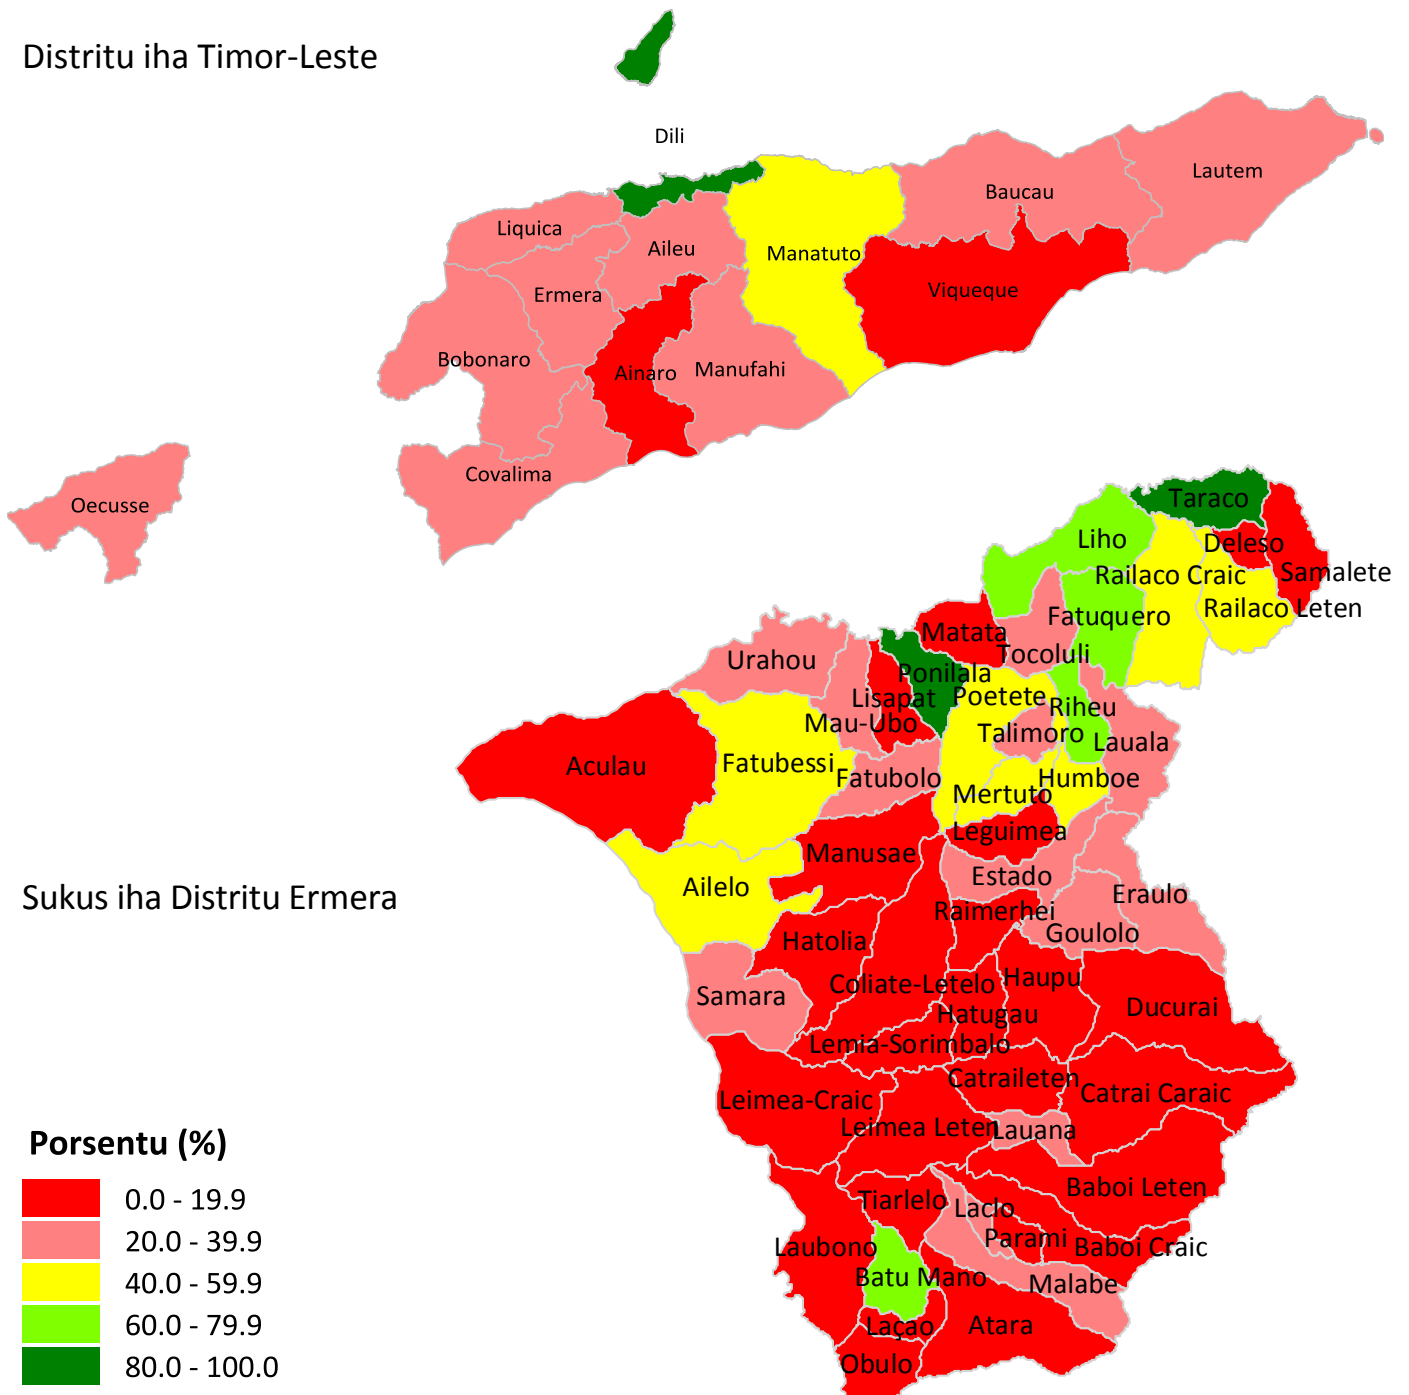 Distritu iha Timor-Leste
Dili
Lautem
Baucau
Liquica
Aileu
Manatuto
Viqueque
Ermera
Bobonaro
Ainaro
Manufahi
Covalima
Oecusse
Taraco
Liho
Deleso
Railaco Craic
Samalete
Railaco Leten
Fatuquero
Matata
Tocoluli
Urahou
Ponilala
Lisapat
Poetete
Riheu
Mau-Ubo
Talimoro
Lauala
Aculau
Fatubessi
Fatubolo
Humboe
Mertuto
Leguimea
Manusae
Estado
Ailelo
Eraulo
Sukus iha Distritu Ermera
Raimerhei
Goulolo
Hatolia
Coliate-Letelo
Haupu
Samara
Ducurai
Hatugau
Lemia-Sorimbalo
Catraileten
Catrai Caraic
Leimea-Craic
Leimea Leten
Lauana
Baboi Leten
Tiarlelo
Laclo
Parami
Laubono
Baboi Craic
Batu Mano
Malabe
Laçao
Atara
Obulo
Porsentu (%)
0.0 - 19.9
20.0 - 39.9
40.0 - 59.9
60.0 - 79.9
80.0 - 100.0